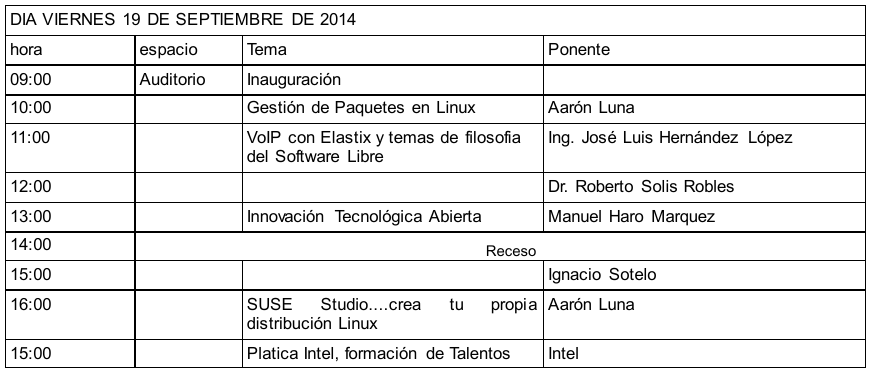 DIA VIERNES 19 DE SEPTIEMBRE DE 2014
hora espacio Tema Ponente
09:00 Auditorio Inauguración
10:00 Gestión de Paquetes en Linux Aarón Luna
11:00 VoIP con Elastix y temas de filosofia Ing. José Luis Hernández López
del Software Libre
12:00 Dr. Roberto Solis Robles
13:00 Innovación Tecnológica Abierta Manuel Haro Marquez
14:00 Receso
15:00 Ignacio Sotelo
16:00 SUSE Studio....crea tu propia Aarón Luna
distribución Linux
15:00 Platica Intel, formación de Talentos Intel